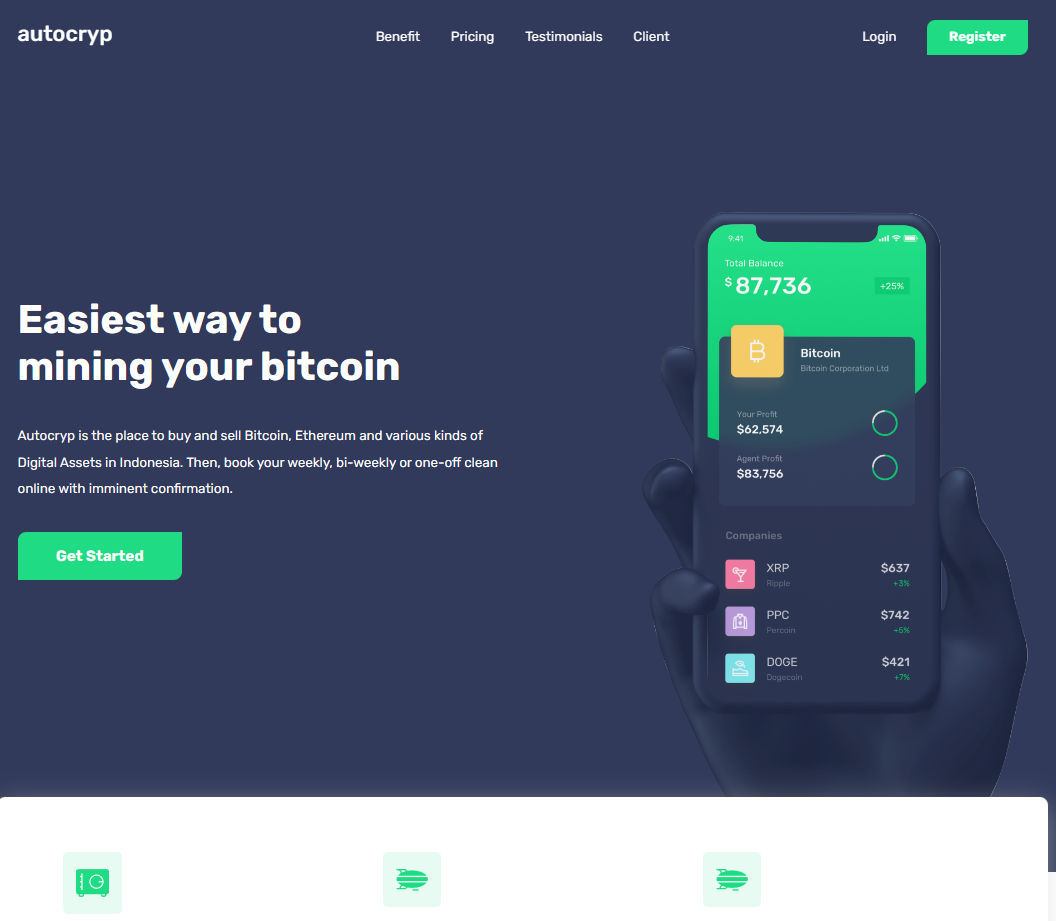 autocryp
Benefit
Pricing
Testimonials
Client
Login
Register
Easiest way to
mining your bitcoin
Autocryp is the place to buy and sell Bitcoin, Ethereum and various kinds of
Digital Assets in Indonesia. Then, book your weekly, bi-weekly or one-off clean
online with imminent confirmation.
Get Started
9:41
Total Balance
$87,736
+25%
Bitcoin
Bitcoin Corporation Ltd
Your Profit
$62,574
Agent Profit
$83,756
Companies
XRP
$637
Ripple
+3%
PPC
$742
Percoin
+5%
DOGE
$421
Dogecoin
+7%